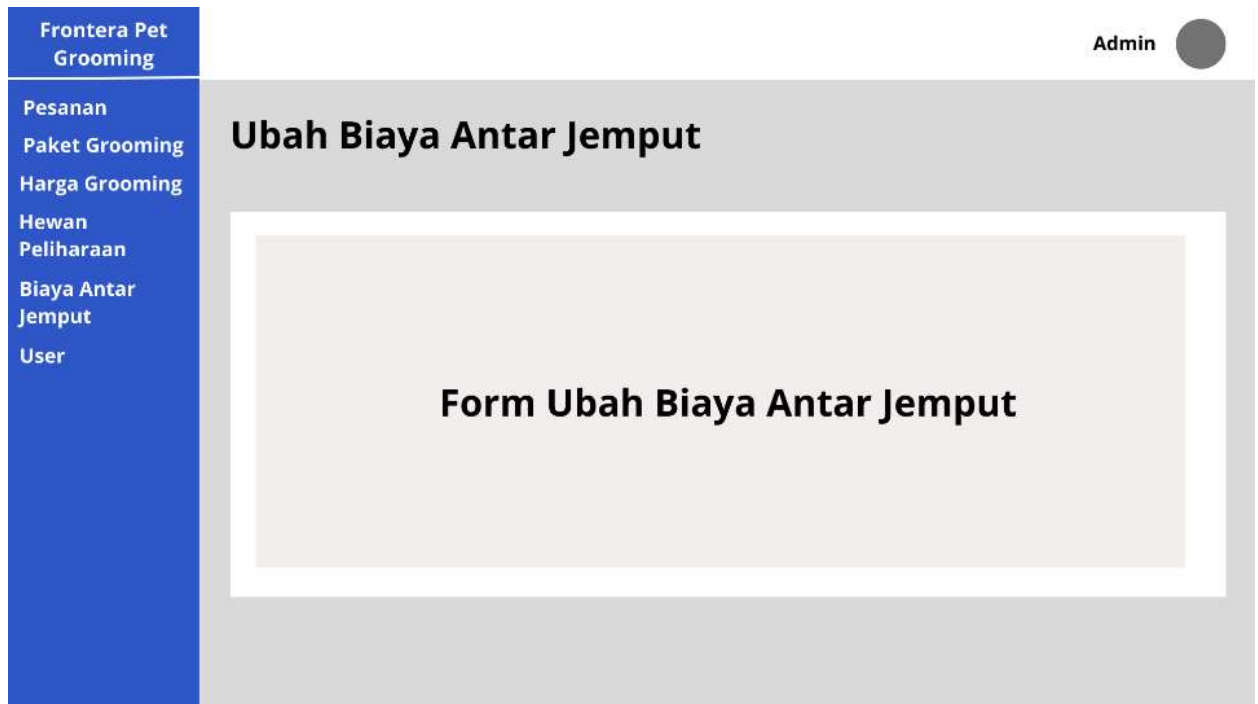 Frontera Pet
Grooming
Admin
Pesanan
Paket Grooming
Harga Grooming
Hewan
Peliharaan
Biaya Antar
Jemput
User
Ubah Biaya Antar Jemput
Form Ubah Biaya Antar Jemput